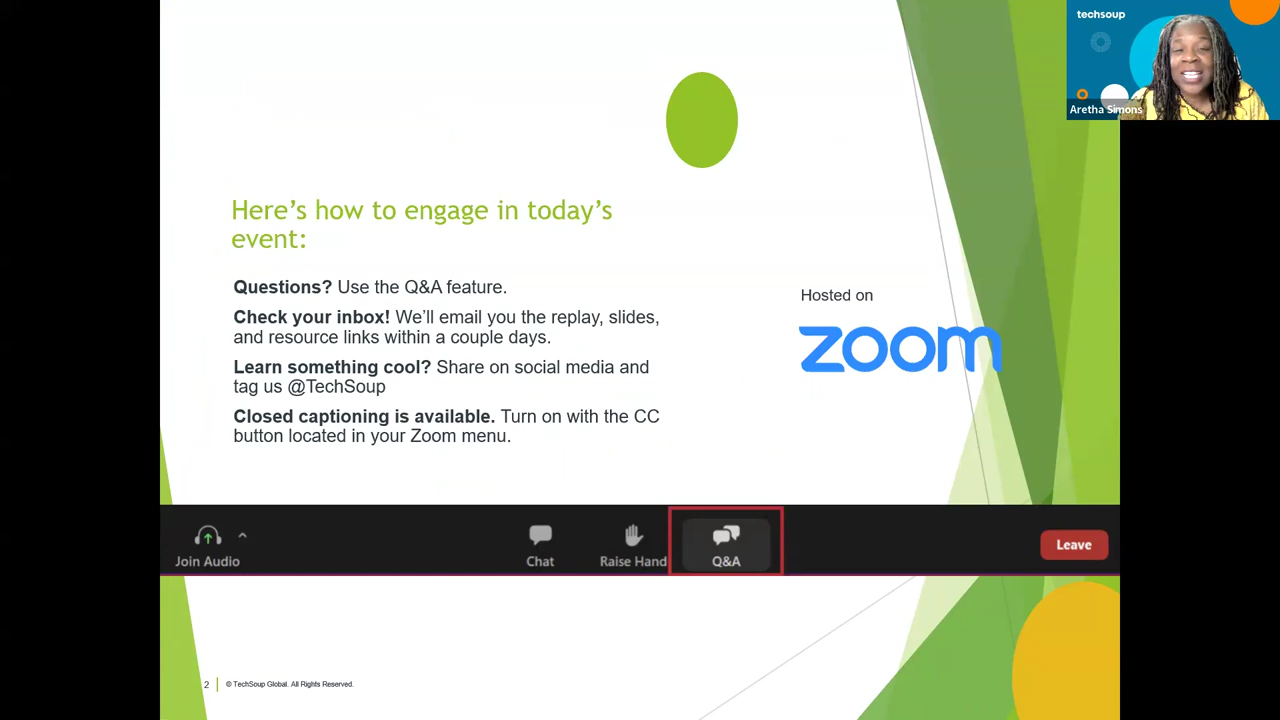 techsoup
Aretha Simons
Here's how to engage in today's
event:
Questions? Use the Q&A feature.
Check your inbox! We'll email you the replay, slides,
and resource links within a couple days.
Learn something cool? Share on social media and
tag us @TechSoup
Closed captioning is available. Turn on with the CC
button located in your Zoom menu.
Hosted on
zoom
Join Audio
Chat
Raise Hand
Q&A
Leave
2
© TechSoup Global. All Rights Reserved.